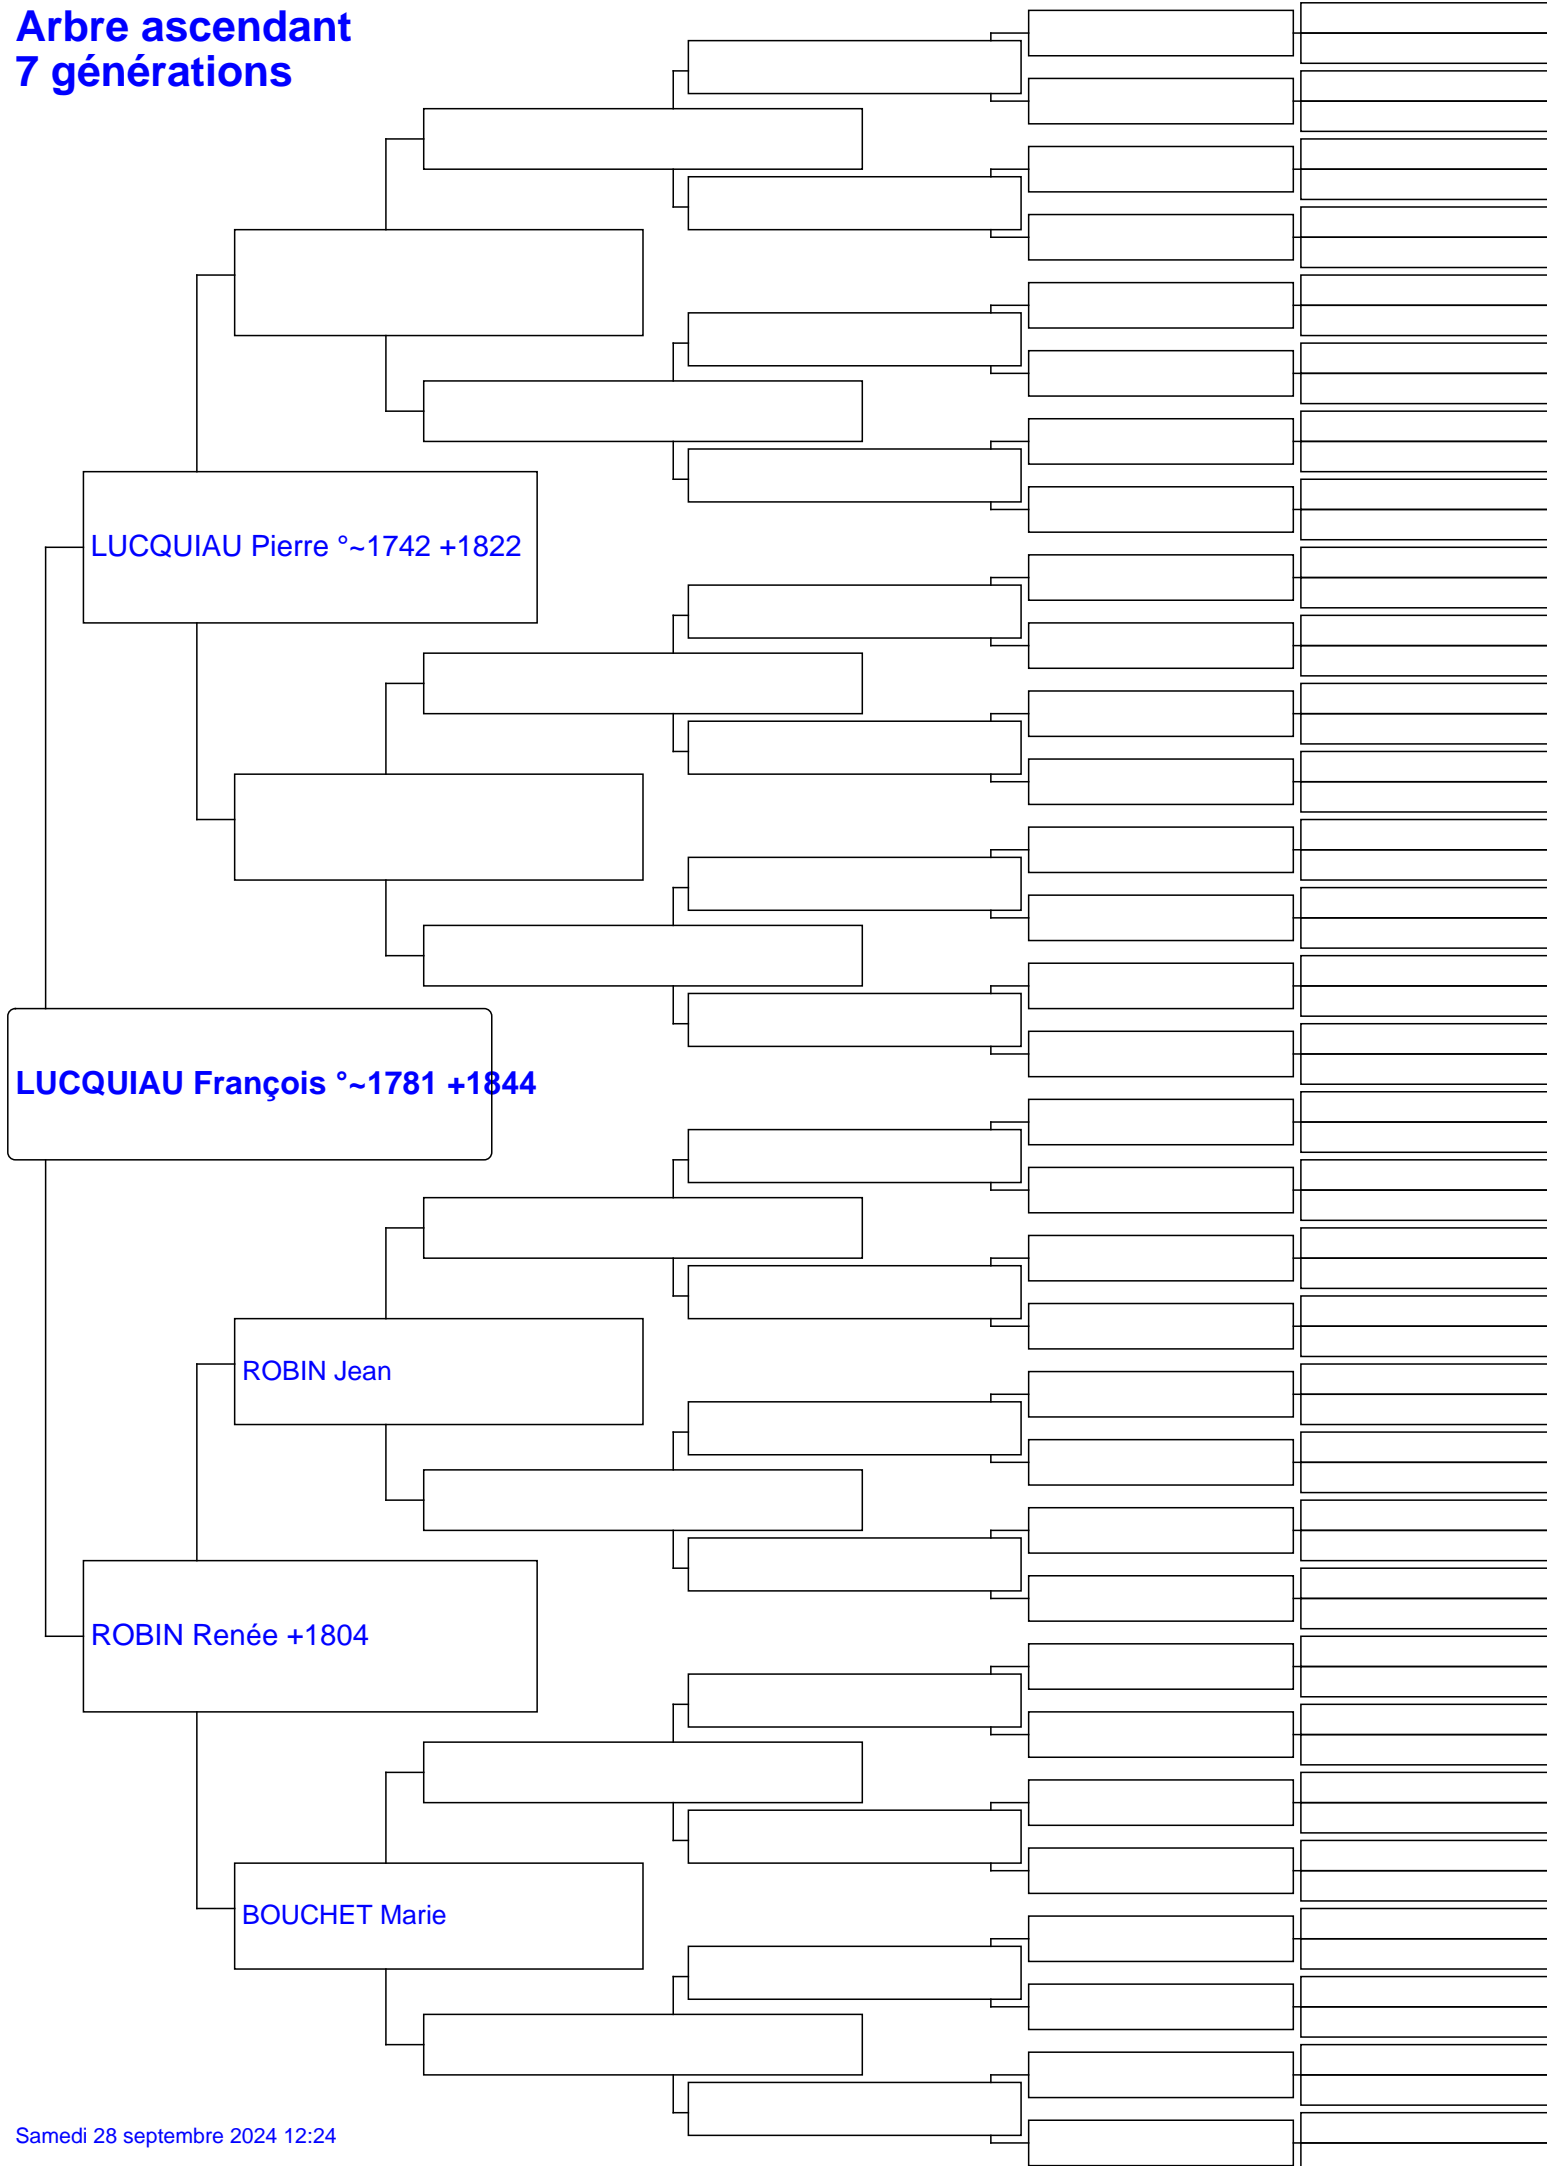 Arbre ascendant
7 générations
LUCQUIAU Pierre °~1742 +1822
LUCQUIAU François °~1781 +1844
ROBIN Jean
ROBIN Renée +1804
BOUCHET Marie
Samedi 28 septembre 2024 12:24